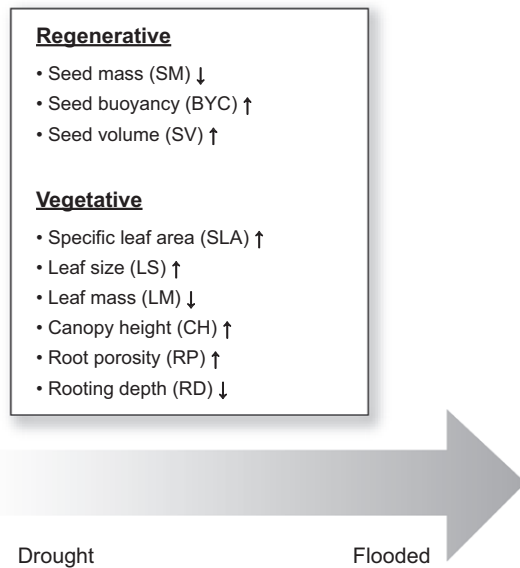 Regenerative
• Seed mass (SM) ↓
• Seed buoyancy (BYC) ↑
• Seed volume (SV) ↑
Vegetative
• Specific leaf area (SLA) ↑
• Leaf size (LS) ↑
• Leaf mass (LM) ↓
• Canopy height (CH) ↑
• Root porosity (RP) ↑
• Rooting depth (RD) ↓
Drought Flooded